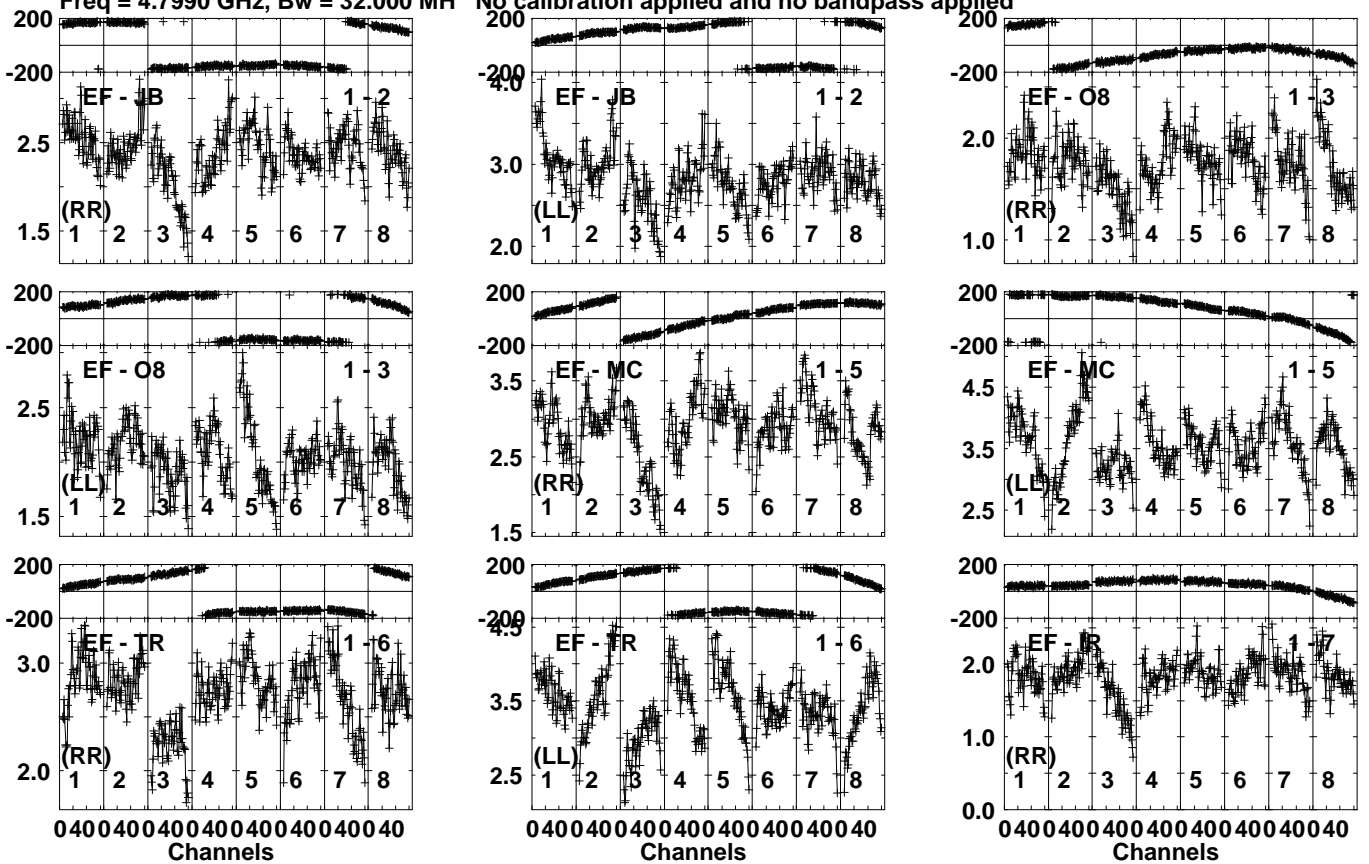 Freq = 4.7990 GHz, Bw = 32.000 MH No calibration applied and no bandpass applied
200 200 200
-200 -200 -200
4.0
EF - JB 1 - 2 EF - JB 1 - 2 EF - O8 1 - 3
2.5 3.0 2.0
(RR) (LL) (RR)
1.5 2.0 1.0
1 2 3 4 5 6 7 8 1 2 3 4 5 6 7 8 1 2 3 4 5 6 7 8
200 200 200
-200 -200 -200
EF - O8 1 - 3 EF - MC 1 - 5 EF - MC 1 - 5
2.5 3.5 4.5
2.5 3.5
(LL) (RR) (LL)
1.5 1.5 2.5
1 2 3 4 5 6 7 8 1 2 3 4 5 6 7 8 1 2 3 4 5 6 7 8
200 200 200
-200 -200 -200
4.5
EF - TR 1 - 6 EF - TR 1 - 6 EF - IR 1 - 7
3.0 3.5 2.0
(RR) (LL) (RR)
2.0 2.5 1.0
1 2 3 4 5 6 7 8 1 2 3 4 5 6 7 8 1 2 3 4 5 6 7 8
0.0
0 40 0 40 0 40 0 40 0 40 0 40 0 40 0 40 0 40 0 40 0 40 0 40 0 40 0 40 0 40 0 40 0 40 0 40 0 40 0 40 0 40 0 40 0 40 0 40
Channels Channels Channels